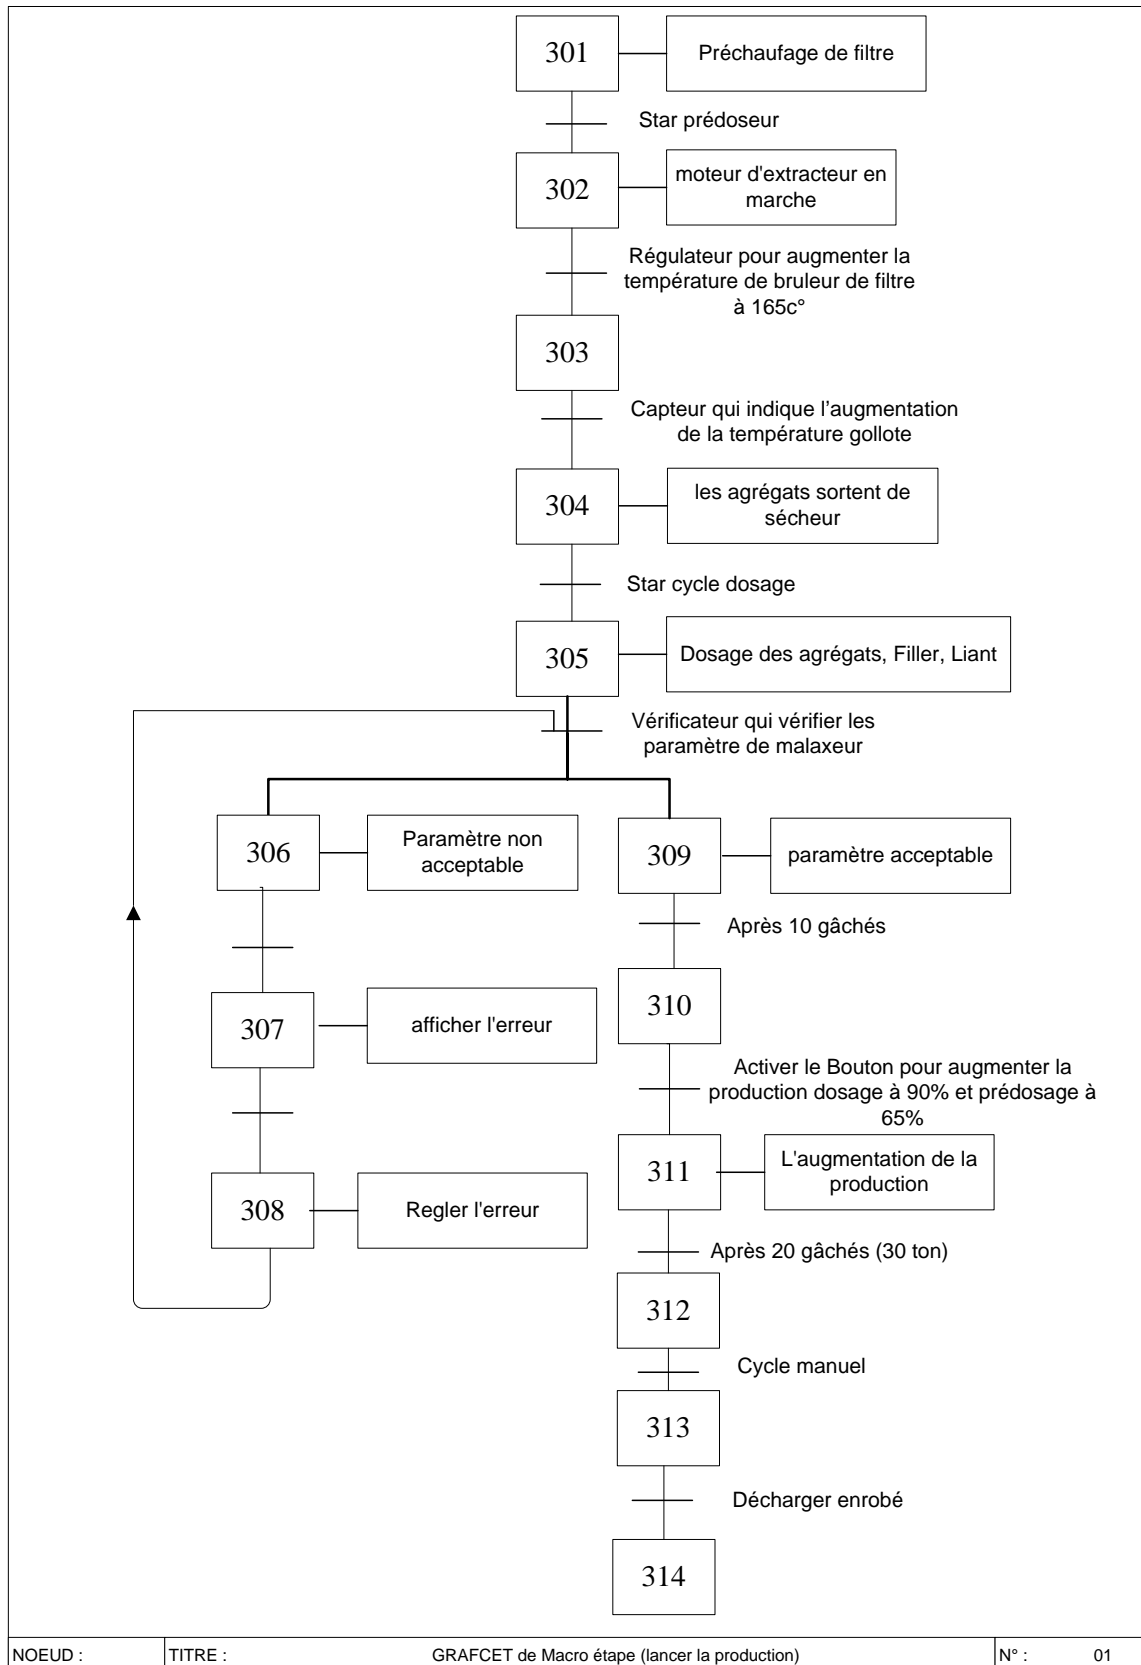 301
Préchaufage de filtre
Star prédoseur
302
moteur d'extracteur en
marche
Régulateur pour augmenter la
température de bruleur de filtre
à 165c°
303
Capteur qui indique l’augmentation
de la température gollote
304
les agrégats sortent de
sécheur
Star cycle dosage
305
Dosage des agrégats, Filler, Liant
Vérificateur qui vérifier les
paramètre de malaxeur
306
Paramètre non
acceptable
309
paramètre acceptable
Après 10 gâchés
307
afficher l'erreur
310
Activer le Bouton pour augmenter la
production dosage à 90% et prédosage à
65%
308
Regler l'erreur
311
L'augmentation de la
production
Après 20 gâchés (30 ton)
312
Cycle manuel
313
Décharger enrobé
314
NOEUD :
TITRE :
GRAFCET de Macro étape (lancer la production)
N° :
01